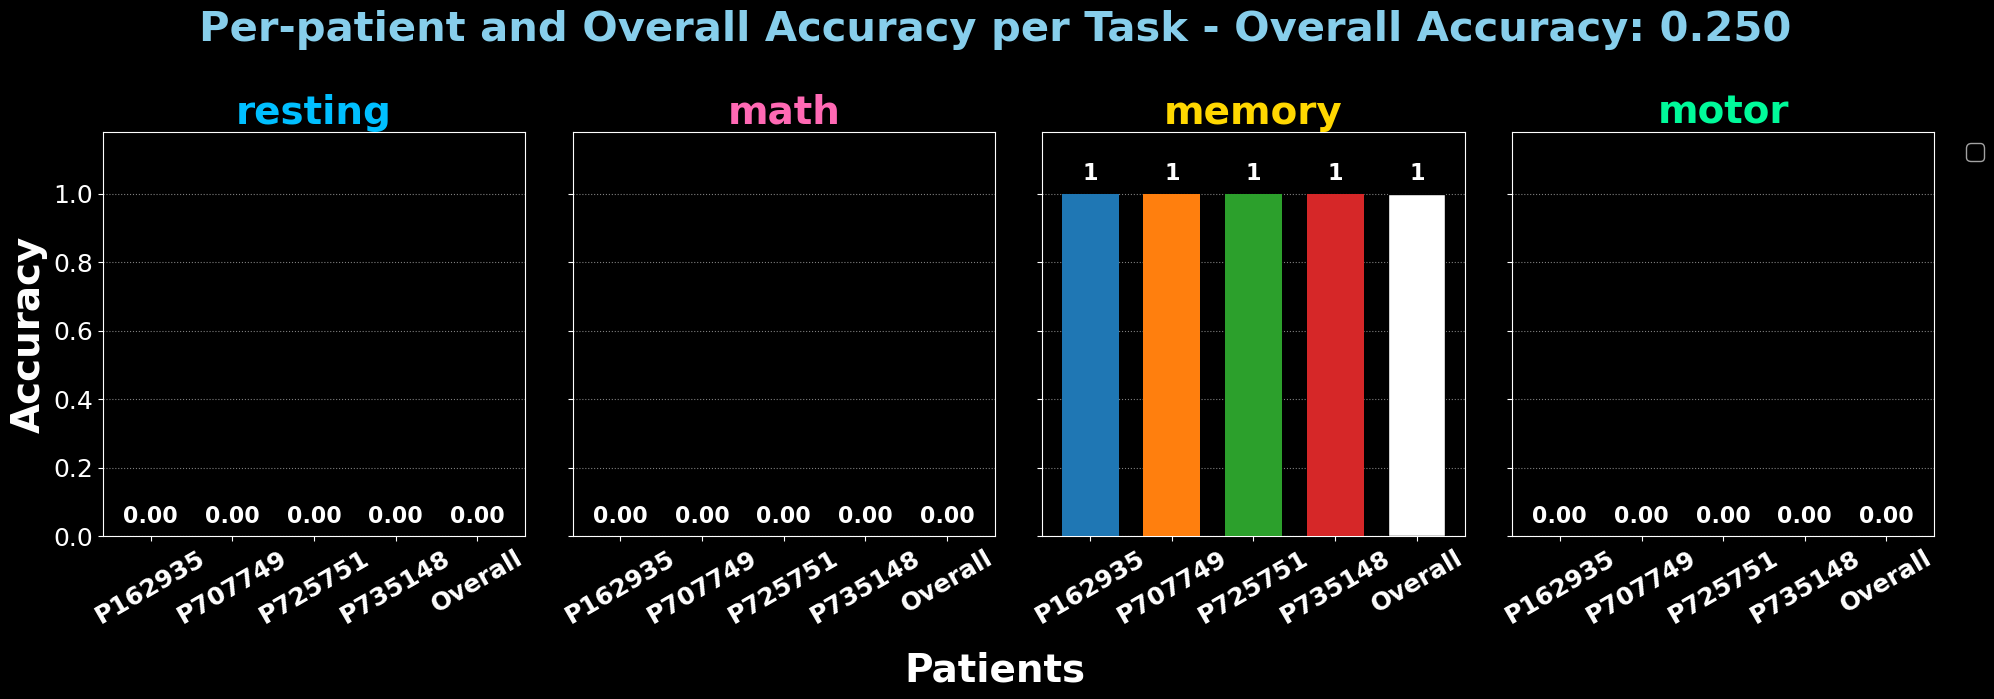 Per-patient and Overall Accuracy per Task - Overall Accuracy: 0.250
resting
math
memory
motor
Accuracy
1.0
0.8
0.6
0.4
0.2
0.0
0.00 0.00 0.00 0.00 0.00
P162935 P707749 P725751 P735148 Overall
0.00 0.00 0.00 0.00 0.00
P162935 P707749 P725751 P735148 Overall
1 1 1 1 1
P162935 P707749 P725751 P735148 Overall
0.00 0.00 0.00 0.00 0.00
P162935 P707749 P725751 P735148 Overall
Patients